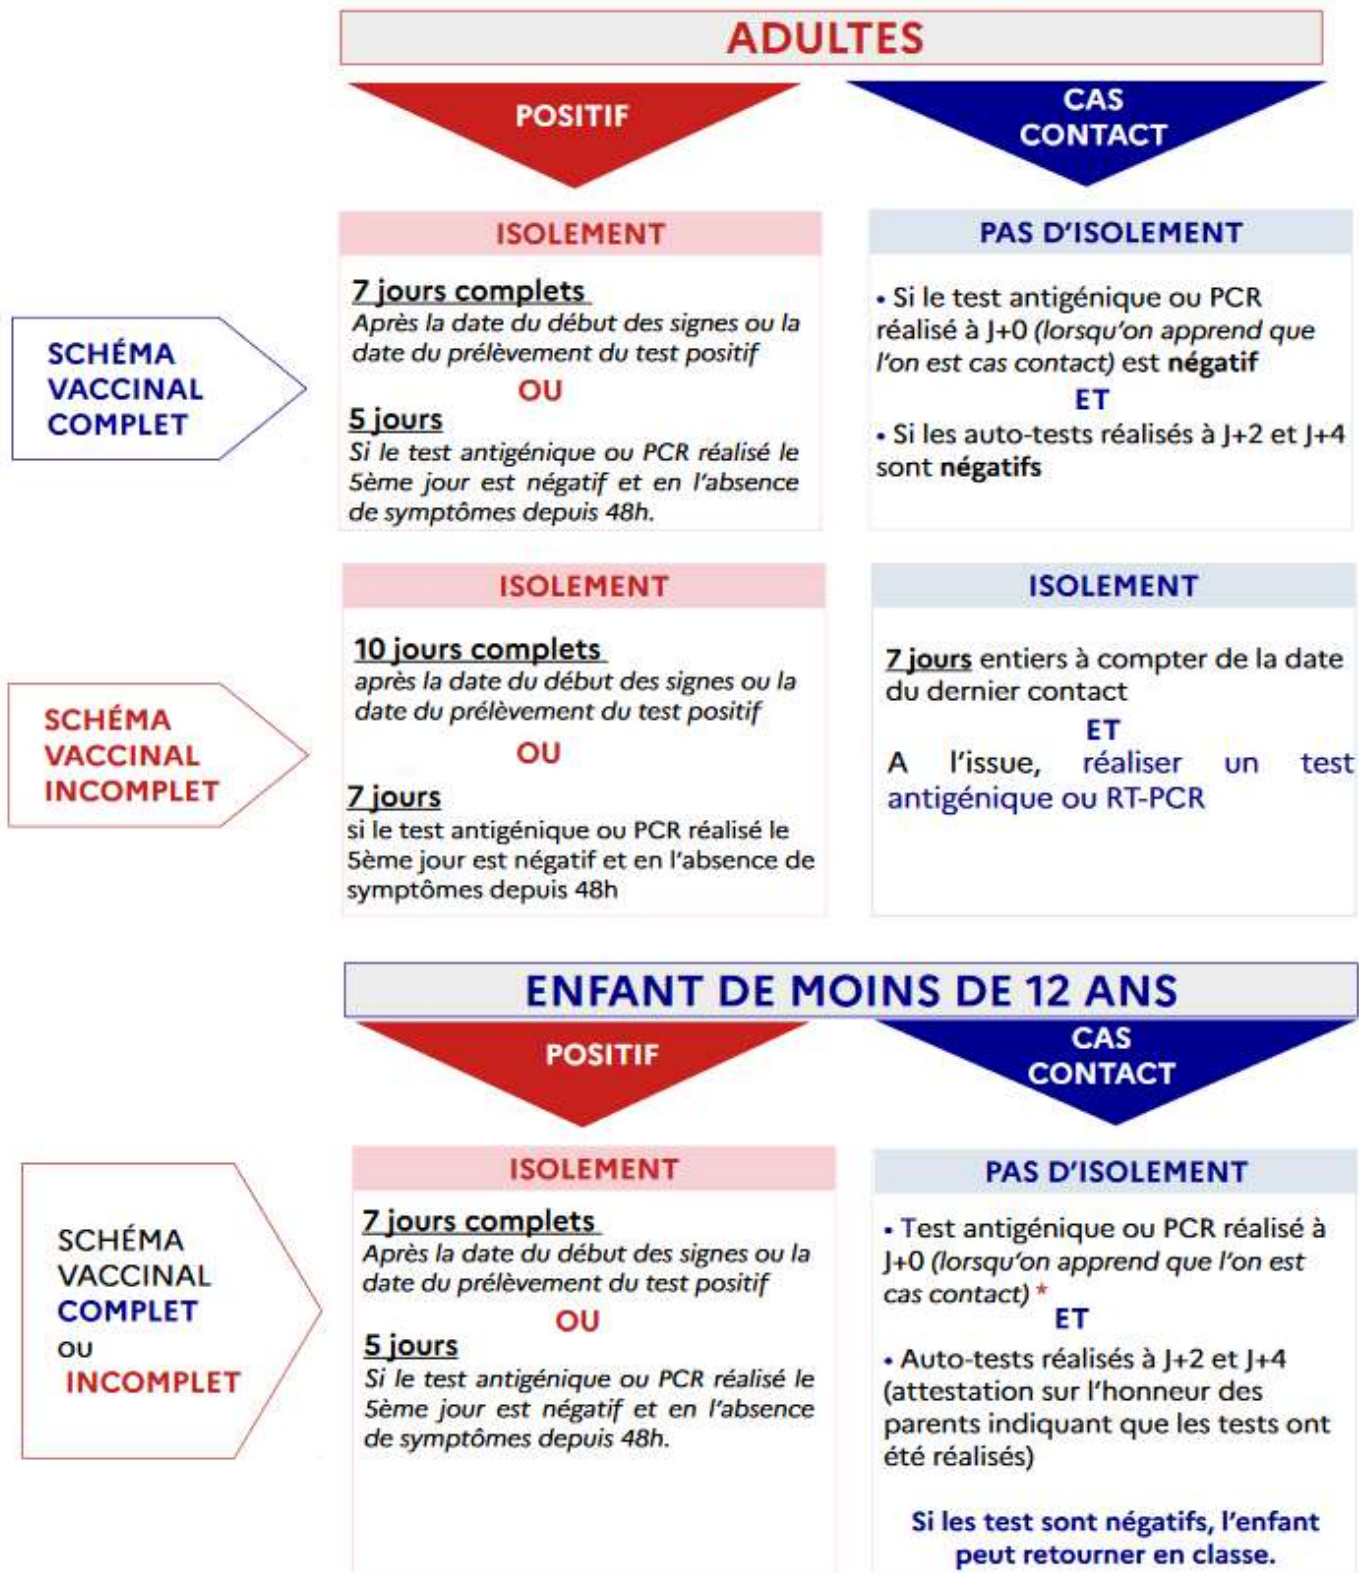 ADULTES
POSITIF
CAS
CONTACT
SCHÉMA
VACCINAL
COMPLET
ISOLEMENT
7 jours complets
Après la date du début des signes ou la
date du prélèvement du test positif
OU
5 jours
Si le test antigénique ou PCR réalisé le
5ème jour est négatif et en l'absence
de symptômes depuis 48h.
PAS D'ISOLEMENT
• Si le test antigénique ou PCR
réalisé à J+0 (lorsqu'on apprend que
l'on est cas contact) est négatif
ET
• Si les auto-tests réalisés à J+2 et J+4
sont négatifs
SCHÉMA
VACCINAL
INCOMPLET
ISOLEMENT
10 jours complets
après la date du début des signes ou la
date du prélèvement du test positif
OU
7 jours
si le test antigénique ou PCR réalisé le
5ème jour est négatif et en l'absence de
symptômes depuis 48h
ISOLEMENT
7 jours entiers à compter de la date
du dernier contact
ET
A l'issue, réaliser un test
antigénique ou RT-PCR
ENFANT DE MOINS DE 12 ANS
POSITIF
CAS
CONTACT
SCHÉMA
VACCINAL
COMPLET
OU
INCOMPLET
ISOLEMENT
7 jours complets
Après la date du début des signes ou la
date du prélèvement du test positif
OU
5 jours
Si le test antigénique ou PCR réalisé le
5ème jour est négatif et en l'absence
de symptômes depuis 48h.
PAS D'ISOLEMENT
• Test antigénique ou PCR réalisé à
J+0 (lorsqu'on apprend que l'on est
cas contact) *
ET
• Auto-tests réalisés à J+2 et J+4
(attestation sur l'honneur des
parents indiquant que les tests ont
été réalisés)
Si les test sont négatifs, l'enfant
peut retourner en classe.